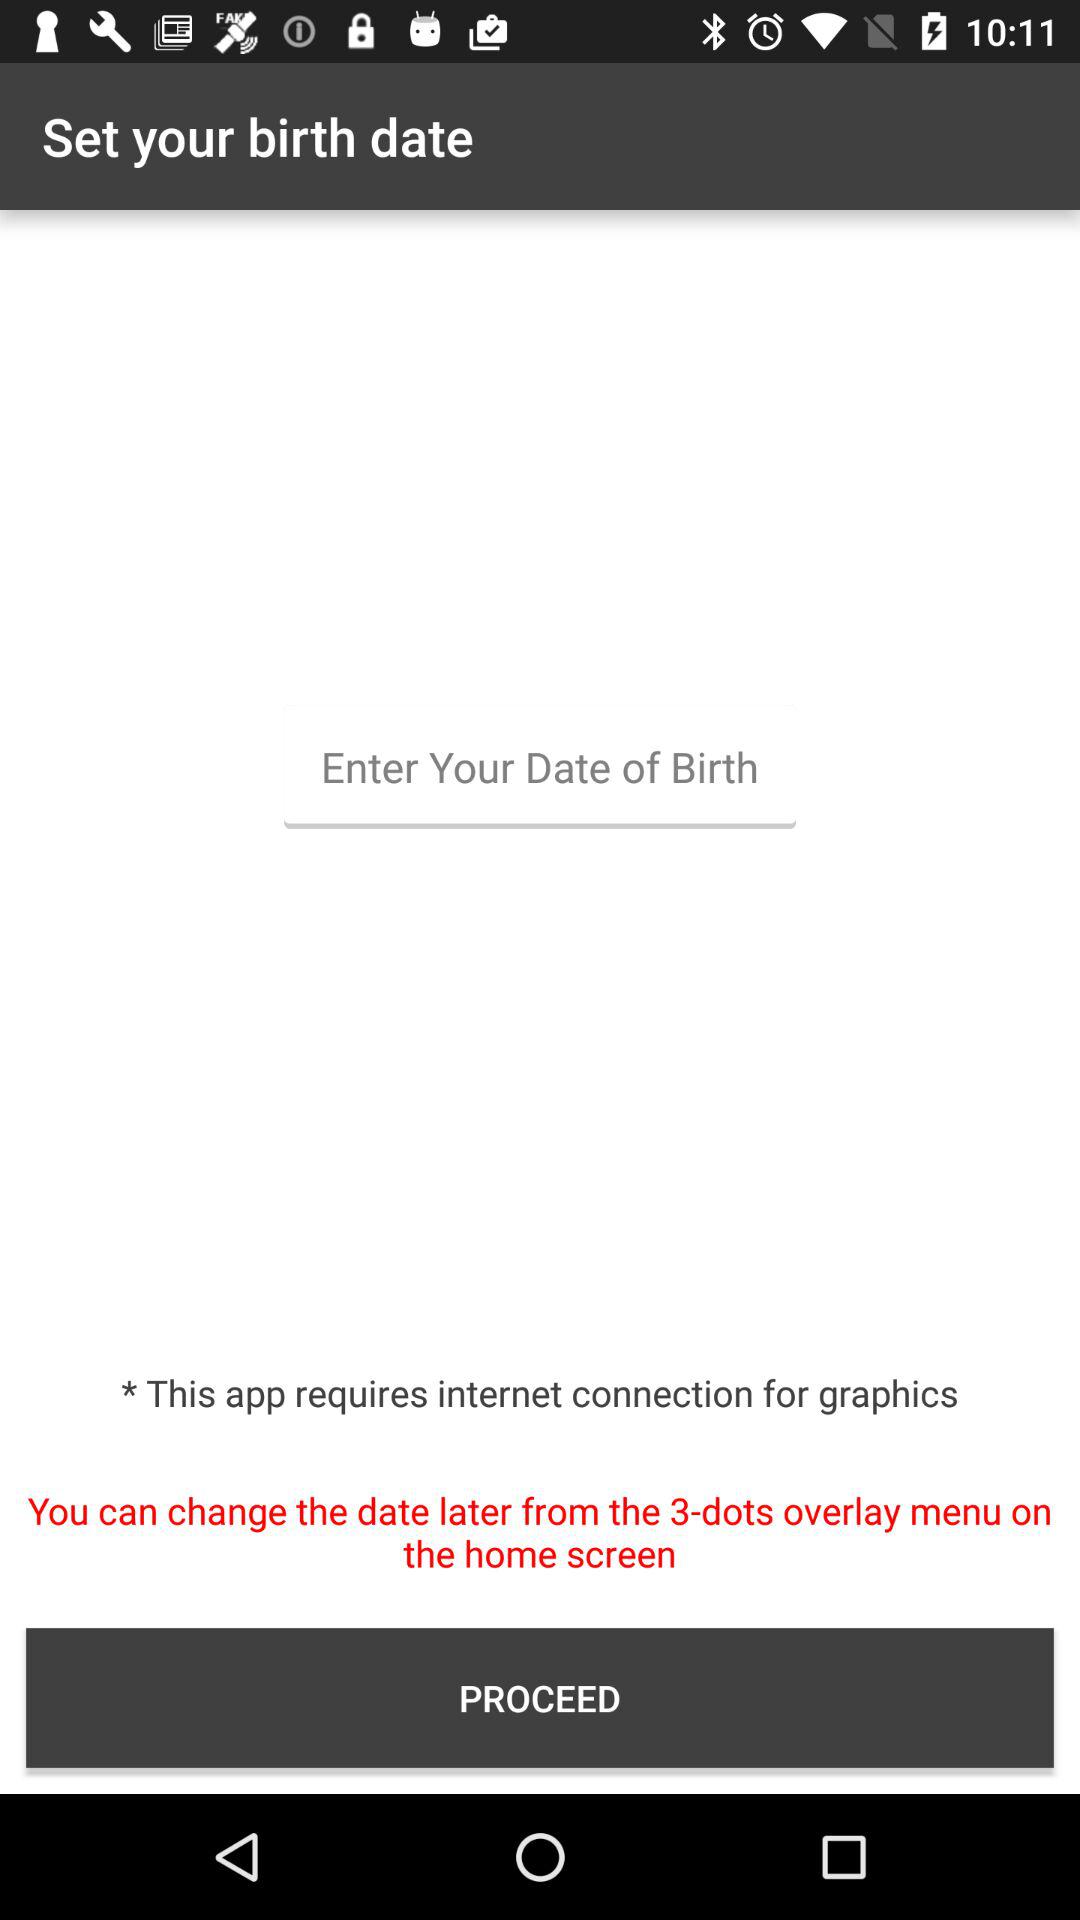 FAKE
10:11
Set your birth date
Enter Your Date of Birth
* This app requires internet connection for graphics
You can change the date later from the 3-dots overlay menu on
the home screen
PROCEED